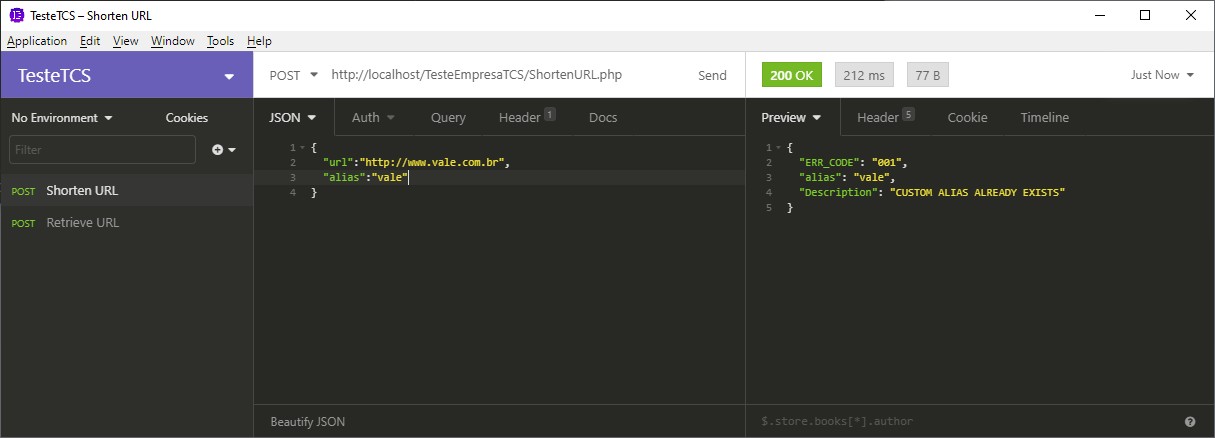 TesteTCS – Shorten URL
Application Edit View Window Tools Help
TesteTCS
POST http://localhost/TesteEmpresaTCS/ShortenURL.php Send
200 OK 212 ms 77 B Just Now
No Environment Cookies
JSON Auth Query Header 1 Docs
Preview Header 5 Cookie Timeline
Filter
POST Shorten URL
POST Retrieve URL
1 {
2 "url":"http://www.vale.com.br",
3 "alias":"vale"
4 }
1 {
2 "ERR_CODE": "001",
3 "alias": "vale",
4 "Description": "CUSTOM ALIAS ALREADY EXISTS"
5 }
Beautify JSON
$.store.books[*].author
?